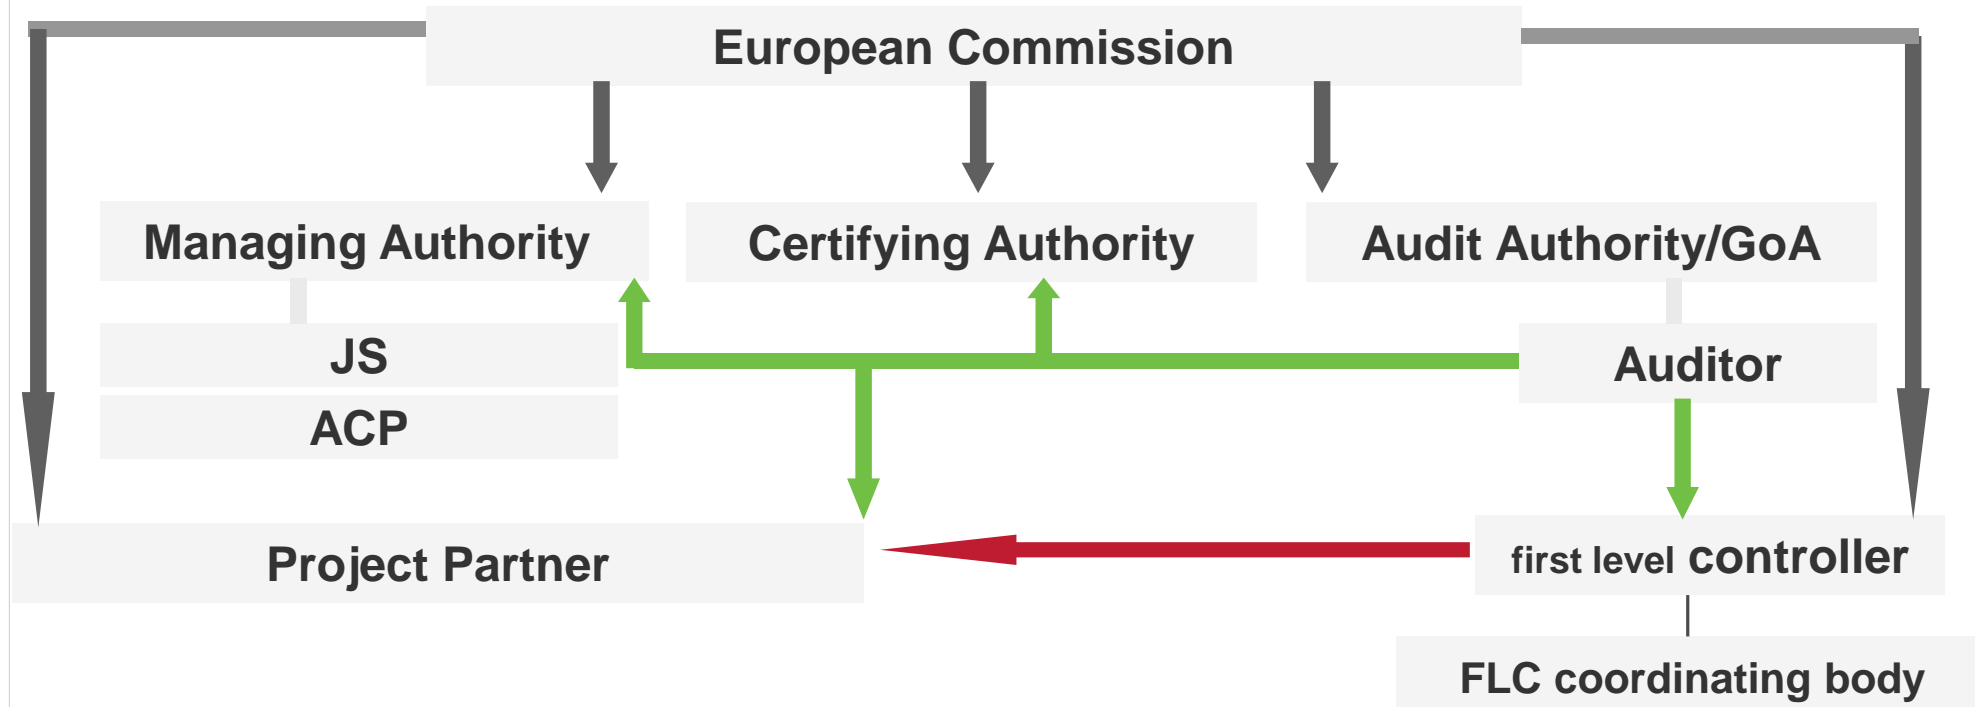 European Commission
Managing Authority
Certifying Authority
Audit Authority/GoA
JS
Auditor
ACP
Project Partner
first level controller
FLC coordinating body